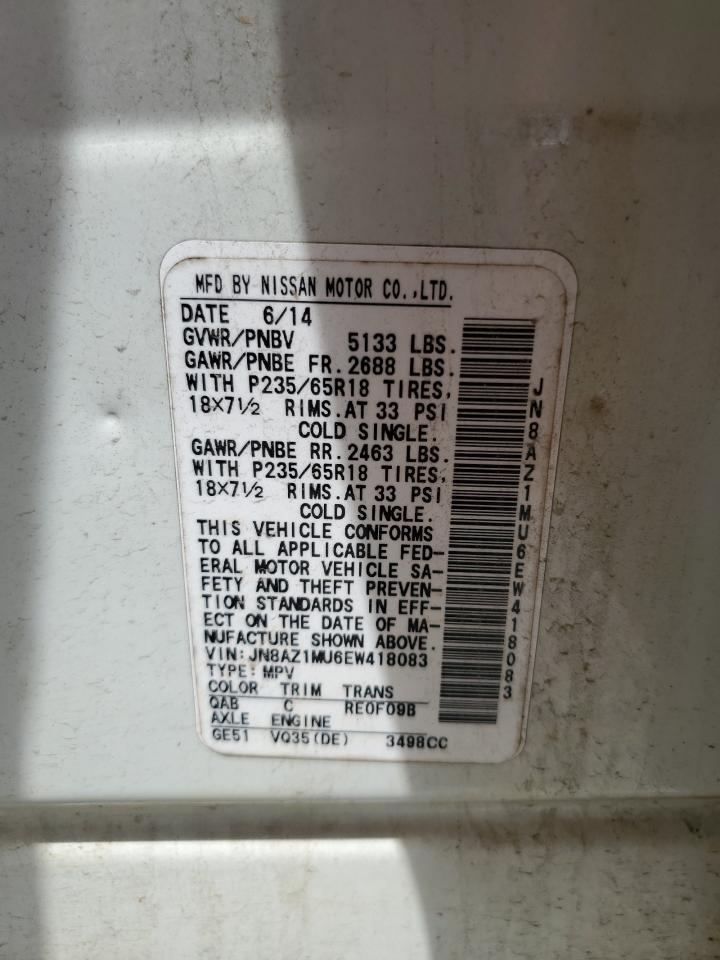 MFD BY NISSAN MOTOR CO.,LTD.
DATE 6/14
GVWR/PNBV 5133 LBS.
GAWR/PNBE FR. 2688 LBS.
WITH P235/65R18 TIRES,
18×7½ RIMS. AT 33 PSI
COLD SINGLE.
GAWR/PNBE RR. 2463 LBS.
WITH P235/65R18 TIRES,
18×7½ RIMS. AT 33 PSI
COLD SINGLE.
THIS VEHICLE CONFORMS
TO ALL APPLICABLE FED-
ERAL MOTOR VEHICLE SA-
FETY AND THEFT PREVEN-
TION STANDARDS IN EFF-
ECT ON THE DATE OF MA-
NUFACTURE SHOWN ABOVE.
VIN: JN8AZ1MU6EW418083
TYPE: MPV
COLOR TRIM TRANS
QAB C RE0F09B
AXLE ENGINE
GE51 VQ35(DE) 3498CC
JN8AZ1MU6EW418083